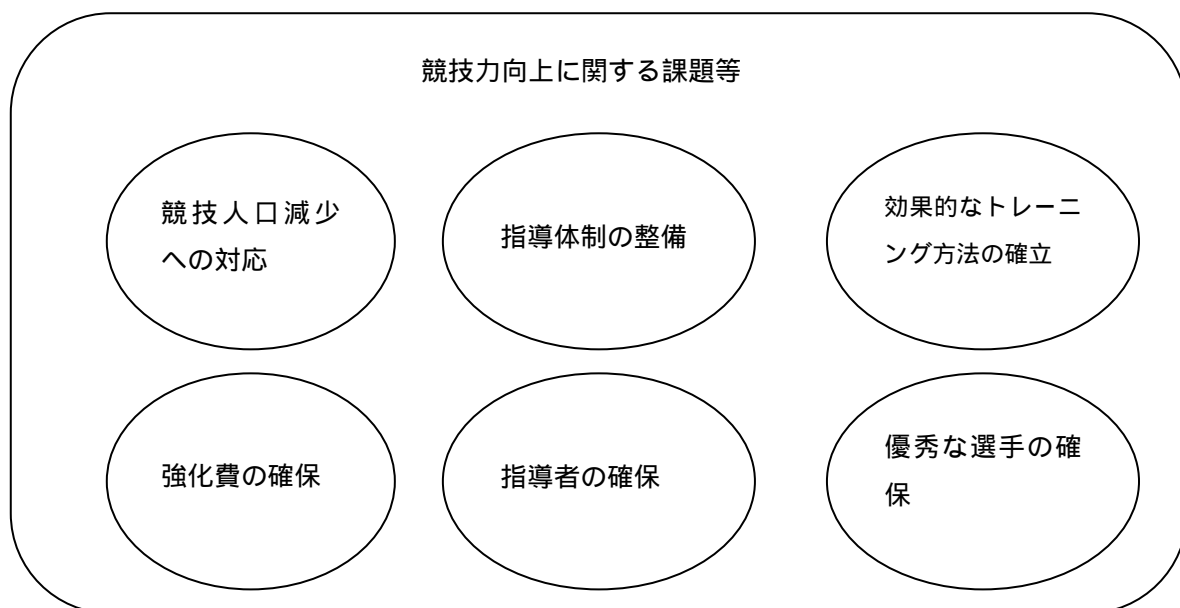 競技力向上に関する課題等
競技人口減少
への対応
指導体制の整備
効果的なトレーニ
ング方法の確立
強化費の確保
指導者の確保
優秀な選手の確
保